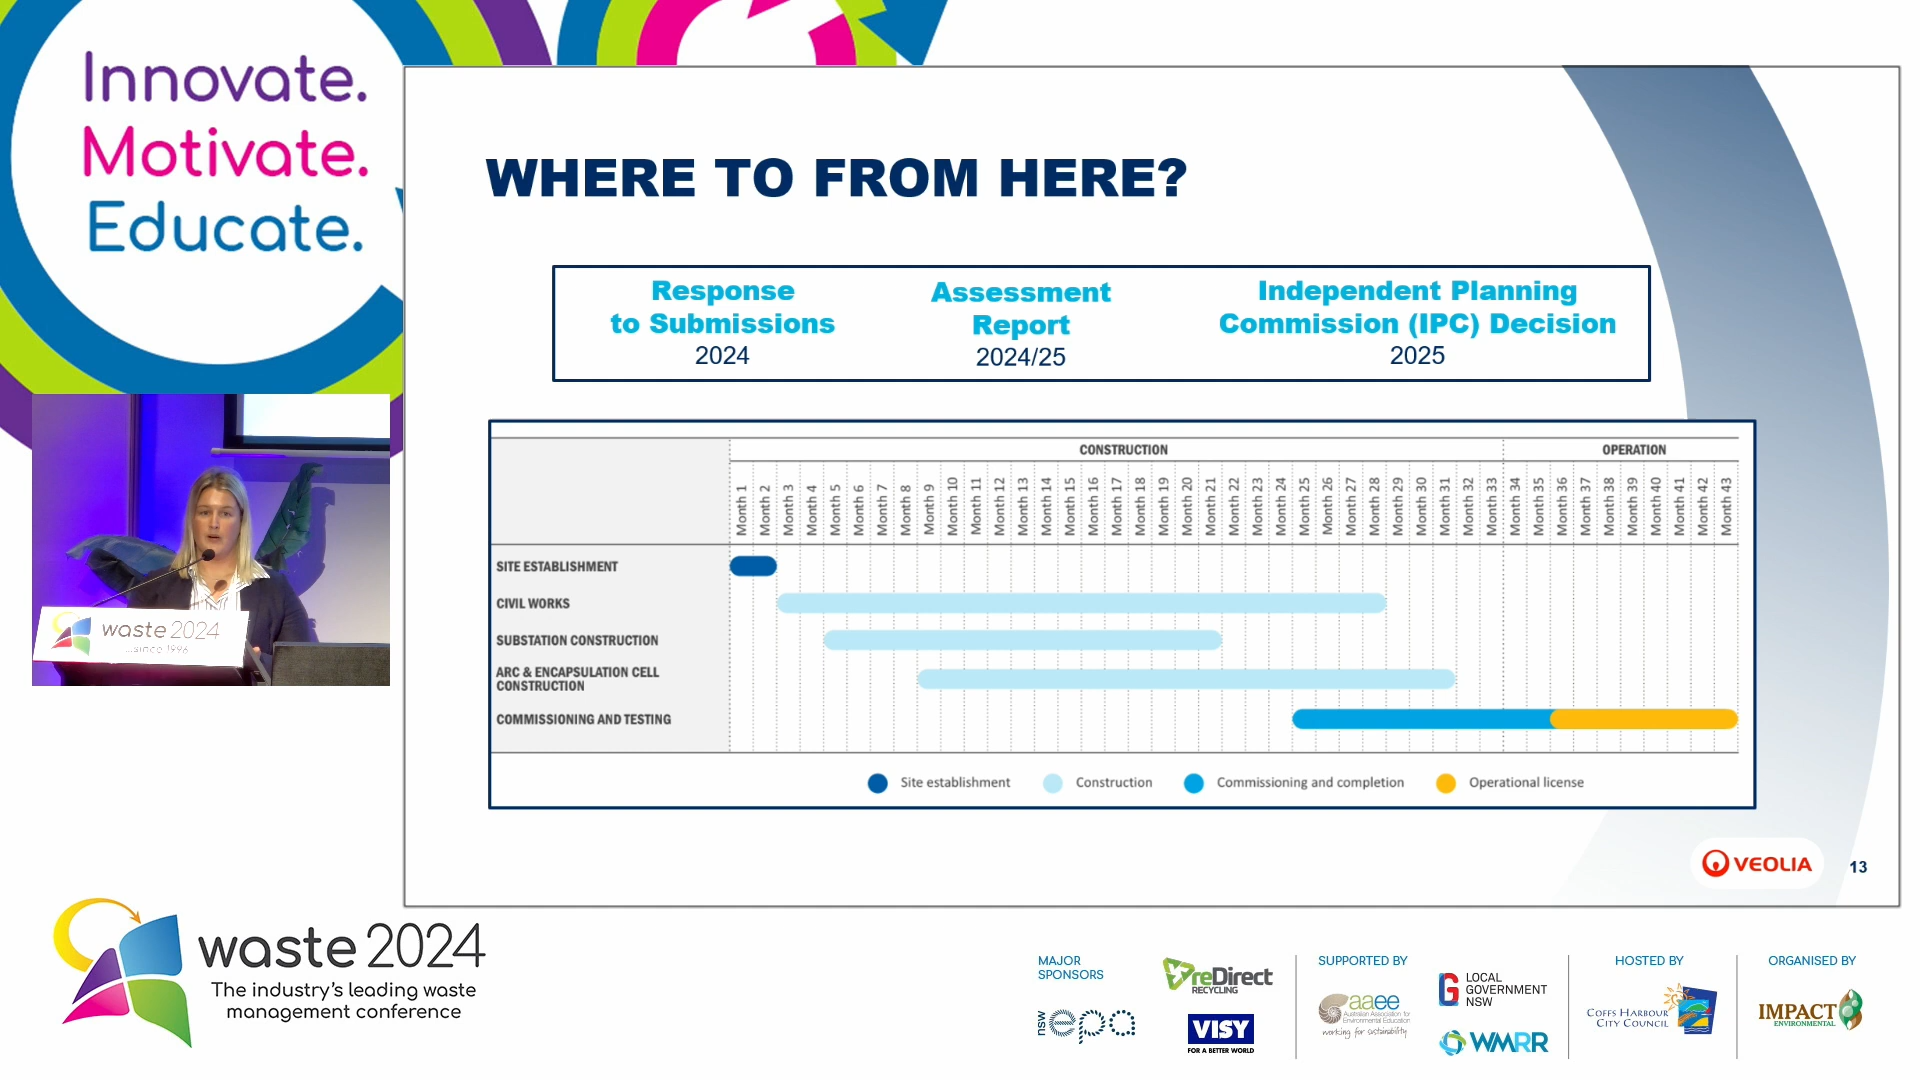 Innovate.
Motivate.
Educate.
WHERE TO FROM HERE?
Response
to Submissions
2024
Assessment
Report
2024/25
Independent Planning
Commission (IPC) Decision
2025
CONSTRUCTION
OPERATION
Month 1
Month 2
Month 3
Month 4
Month 5
Month 6
Month 7
Month 8
Month 9
Month 10
Month 11
Month 12
Month 13
Month 14
Month 15
Month 16
Month 17
Month 18
Month 19
Month 20
Month 21
Month 22
Month 23
Month 24
Month 25
Month 26
Month 27
Month 28
Month 29
Month 30
Month 31
Month 32
Month 33
Month 34
Month 35
Month 36
Month 37
Month 38
Month 39
Month 40
Month 41
Month 42
Month 43
SITE ESTABLISHMENT
CIVIL WORKS
SUBSTATION CONSTRUCTION
ARC & ENCAPSULATION CELL
CONSTRUCTION
COMMISSIONING AND TESTING
Site establishment
Construction
Commissioning and completion
Operational license
VEOLIA
13
waste 2024
...since 1996
waste 2024
The industry's leading waste
management conference
MAJOR
SPONSORS
nsw epa
reDirect
RECYCLING
VISY
FOR A BETTER WORLD
SUPPORTED BY
aaee
Australian Association for
Environmental Education
working for sustainability
LG
LOCAL
GOVERNMENT
NSW
WMRR
HOSTED BY
COFFS HARBOUR
CITY COUNCIL
ORGANISED BY
IMPACT
ENVIRONMENTAL